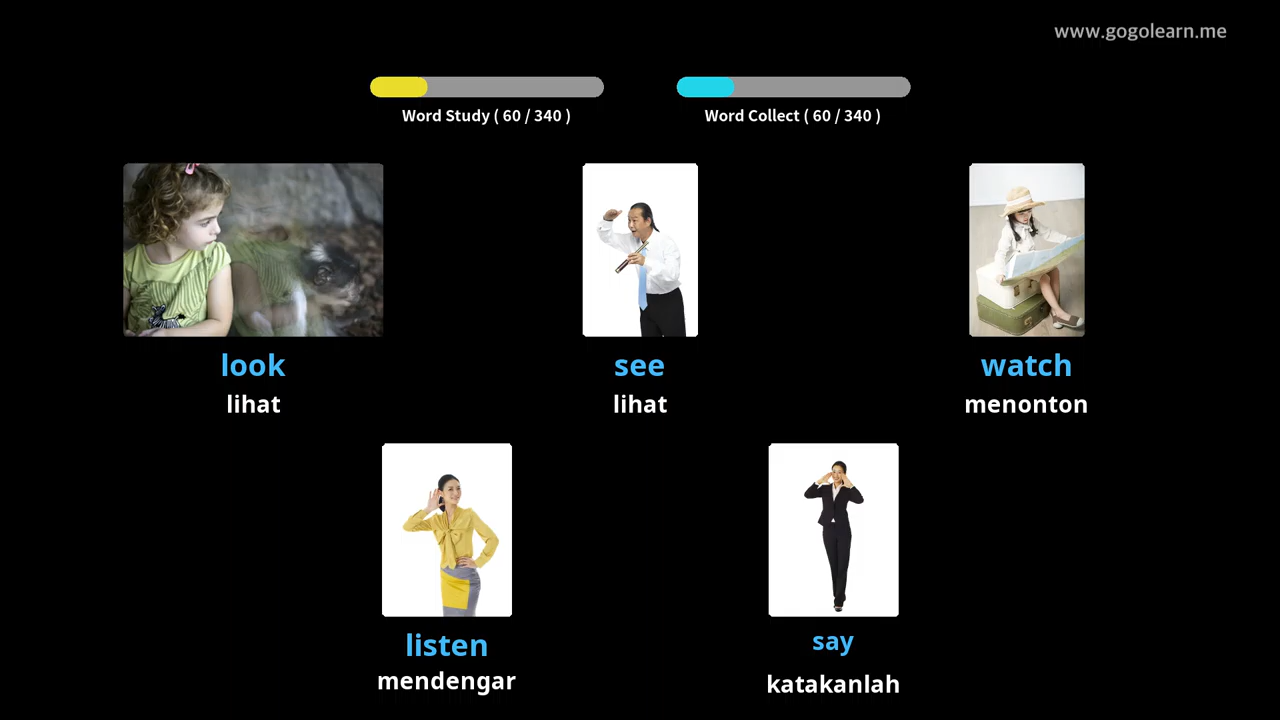 www.gogolearn.me
Word Study ( 60 / 340 )
Word Collect ( 60 / 340 )
look
see
watch
lihat
lihat
menonton
listen
say
mendengar
katakanlah